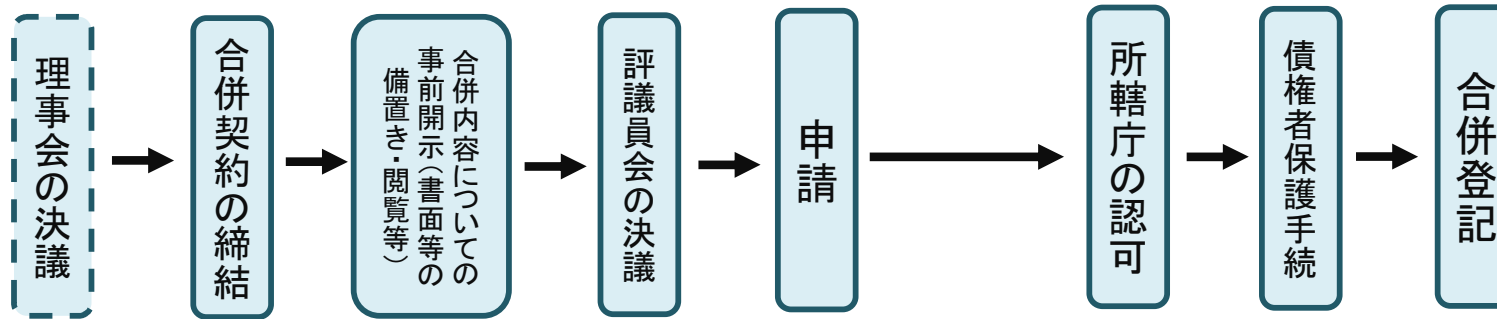 理事会の決議
合併契約の締結
合併内容についての
事前開示(書面等の
備置き・閲覧等)
評議員会の決議
申請
所轄庁の認可
債権者保護手続
合併登記